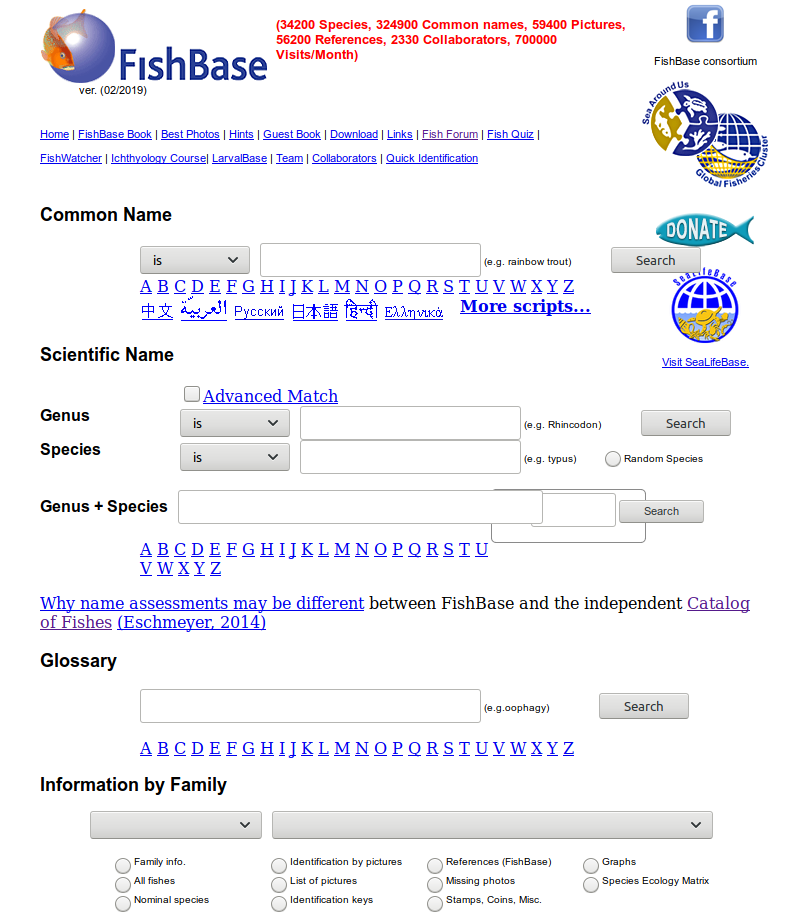 FishBase
ver. (02/2019)
(34200 Species, 324900 Common names, 59400 Pictures,
56200 References, 2330 Collaborators, 700000
Visits/Month)
f
FishBase consortium
Sea Around Us
Global Fisheries Cluster
Home | FishBase Book | Best Photos | Hints | Guest Book | Download | Links | Fish Forum | Fish Quiz |
FishWatcher | Ichthyology Course| LarvalBase | Team | Collaborators | Quick Identification
DONATE
SeaLifeBase
Visit SeaLifeBase.
Common Name
is (e.g. rainbow trout) Search
A B C D E F G H I J K L M N O P Q R S T U V W X Y Z
中文 العربيّة Русский 日本語 हिन्दी Ελληνικά More scripts...
Scientific Name
Advanced Match
Genus is (e.g. Rhincodon) Search
Species is (e.g. typus) Random Species
Genus + Species Search
A B C D E F G H I J K L M N O P Q R S T U
V W X Y Z
Why name assessments may be different between FishBase and the independent Catalog
of Fishes (Eschmeyer, 2014)
Glossary
(e.g.oophagy) Search
A B C D E F G H I J K L M N O P Q R S T U V W X Y Z
Information by Family
Family info. Identification by pictures References (FishBase) Graphs
All fishes List of pictures Missing photos Species Ecology Matrix
Nominal species Identification keys Stamps, Coins, Misc.